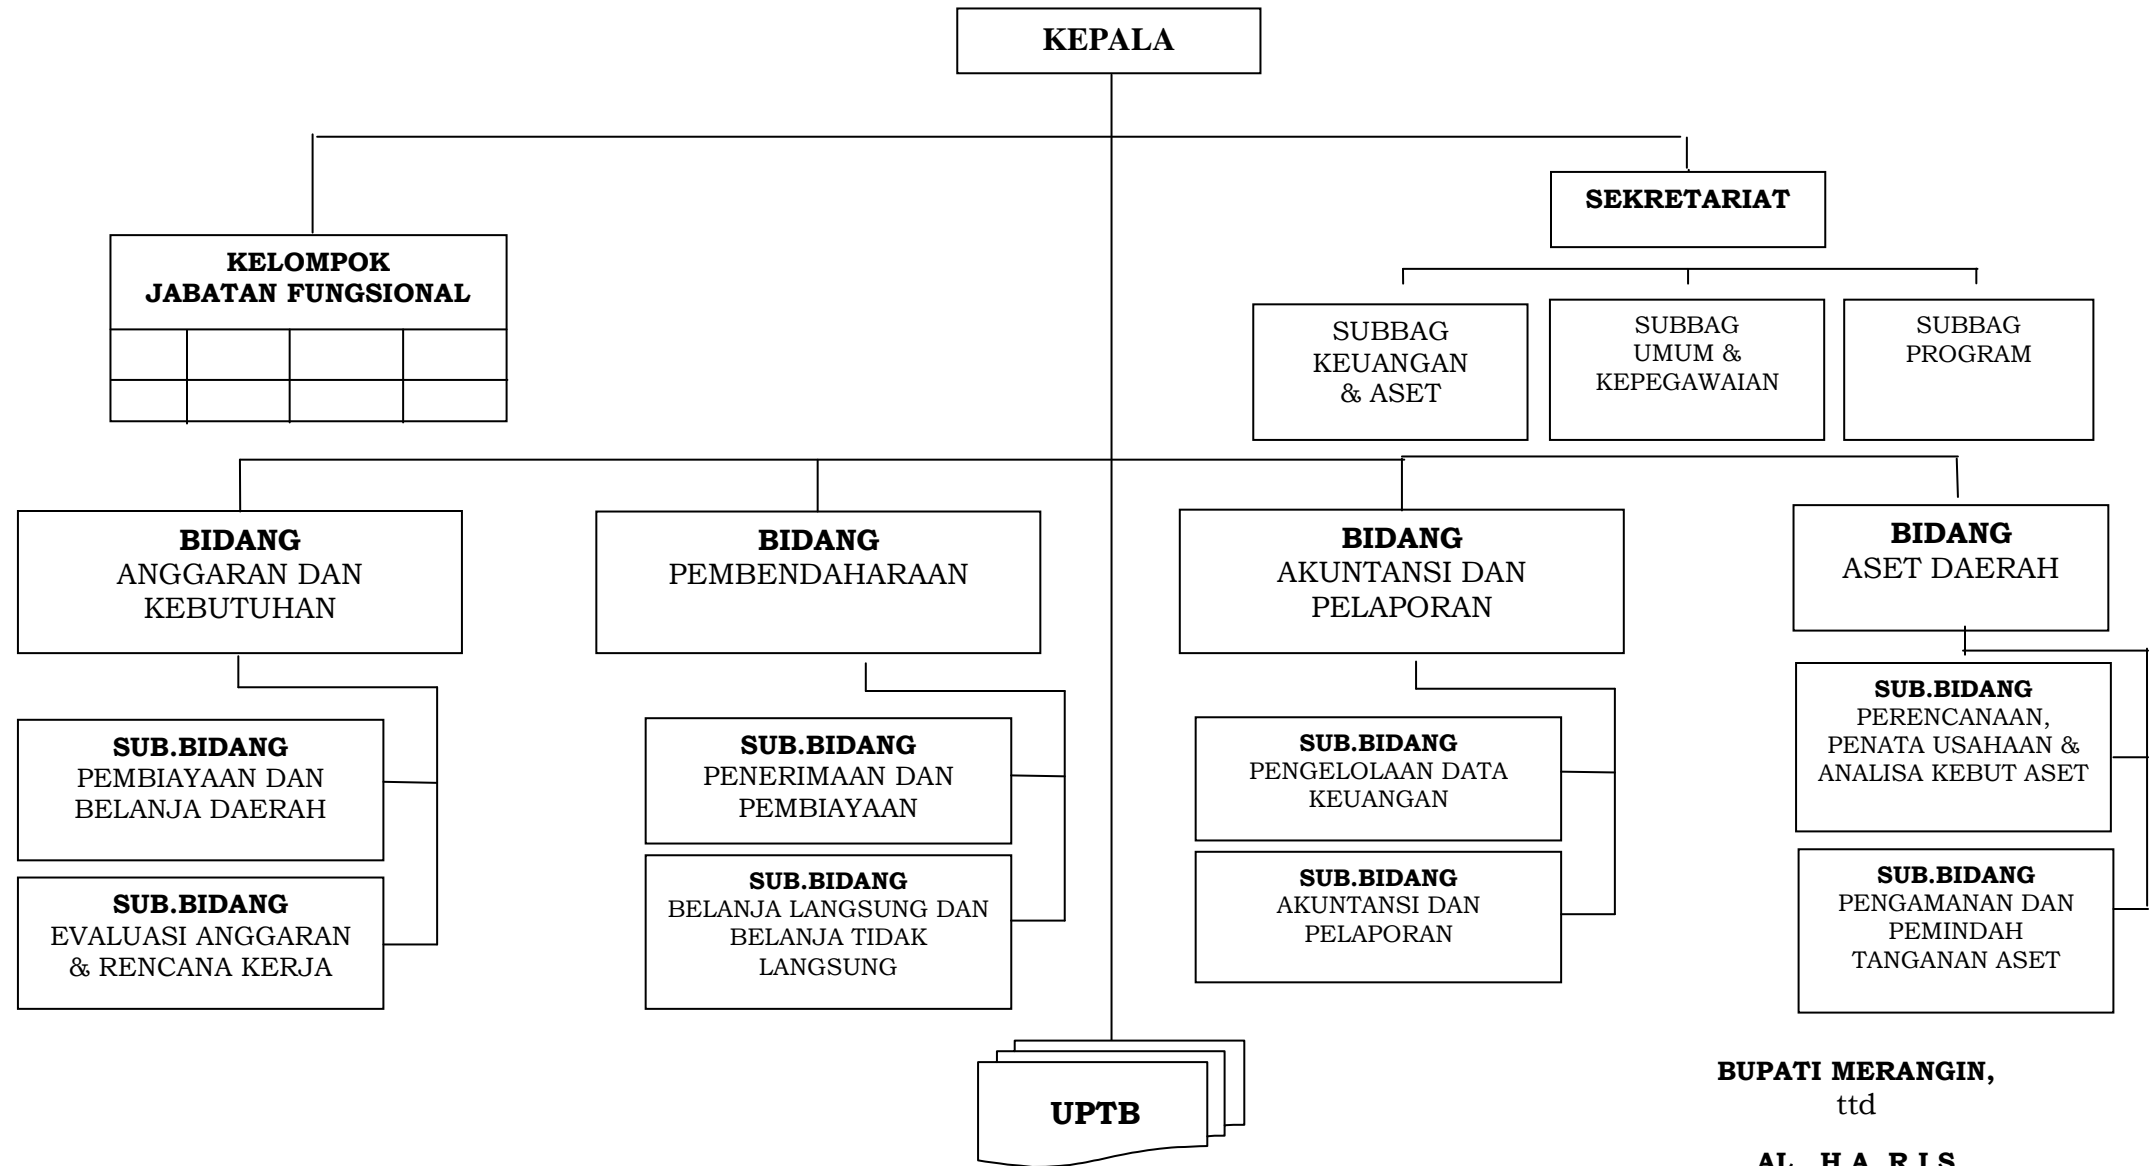 KEPALA
SEKRETARIAT
KELOMPOK
JABATAN FUNGSIONAL
SUBBAG
KEUANGAN
& ASET
SUBBAG
UMUM &
KEPEGAWAIAN
SUBBAG
PROGRAM
BIDANG
ANGGARAN DAN
KEBUTUHAN
BIDANG
PEMBENDAHARAAN
BIDANG
AKUNTANSI DAN
PELAPORAN
BIDANG
ASET DAERAH
SUB.BIDANG
PEMBIAYAAN DAN
BELANJA DAERAH
SUB.BIDANG
PENERIMAAN DAN
PEMBIAYAAN
SUB.BIDANG
PENGELOLAAN DATA
KEUANGAN
SUB.BIDANG
PERENCANAAN,
PENATA USAHAAN &
ANALISA KEBUT ASET
SUB.BIDANG
EVALUASI ANGGARAN
& RENCANA KERJA
SUB.BIDANG
BELANJA LANGSUNG DAN
BELANJA TIDAK
LANGSUNG
SUB.BIDANG
AKUNTANSI DAN
PELAPORAN
SUB.BIDANG
PENGAMANAN DAN
PEMINDAH
TANGANAN ASET
UPTB
BUPATI MERANGIN,
ttd
AL H A R I S